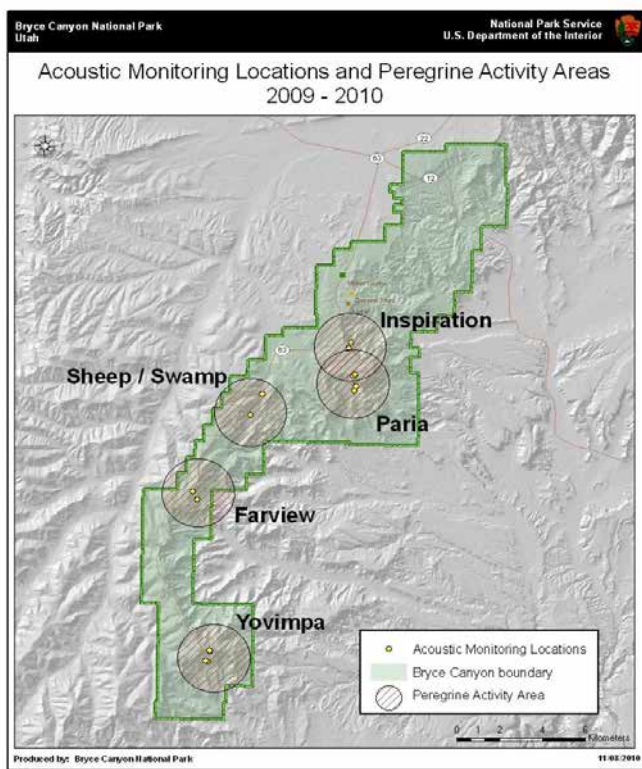 Bryce Canyon National Park
Utah
National Park Service
U.S. Department of the Interior
Acoustic Monitoring Locations and Peregrine Activity Areas
2009 - 2010
22
63
12
Inspiration
63
Sheep / Swamp
Paria
Farview
Yovimpa
Acoustic Monitoring Locations
Bryce Canyon boundary
Peregrine Activity Area
0 1 2 4 6
Kilometers
Produced by: Bryce Canyon National Park
11/08/2010